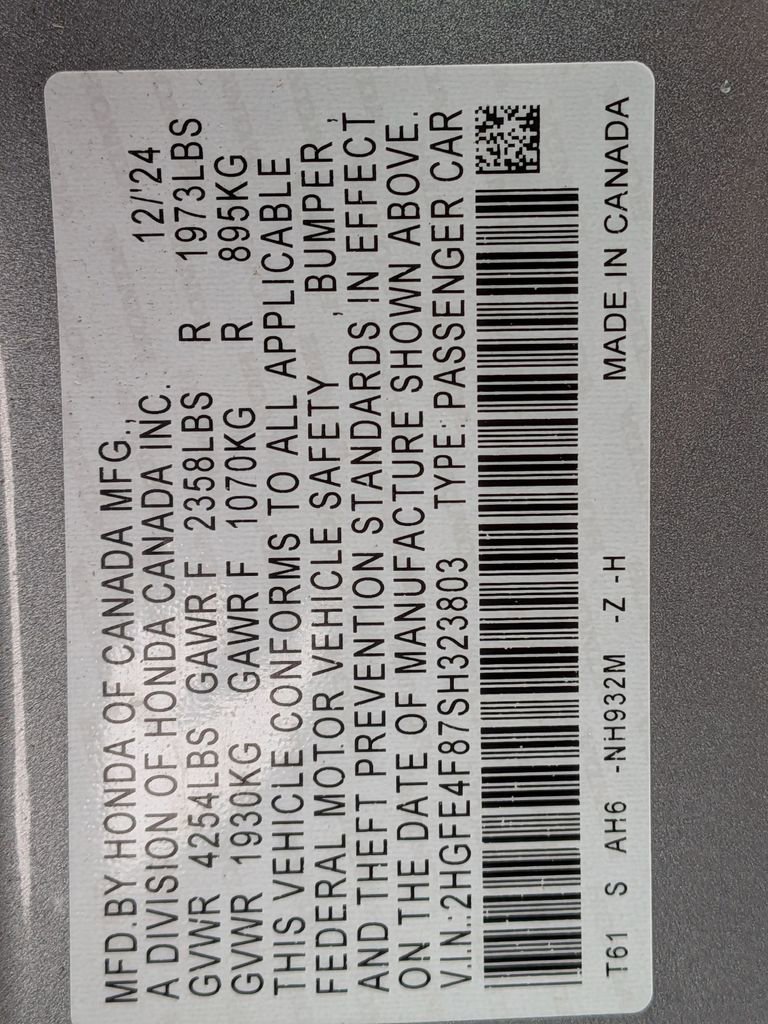 MFD.BY HONDA OF CANADA MFG.,
A DIVISION OF HONDA CANADA INC. 12/'24
GVWR 4254LBS GAWR F 2358LBS R 1973LBS
GVWR 1930KG GAWR F 1070KG R 895KG
THIS VEHICLE CONFORMS TO ALL APPLICABLE
FEDERAL MOTOR VEHICLE SAFETY , BUMPER ,
AND THEFT PREVENTION STANDARDS IN EFFECT
ON THE DATE OF MANUFACTURE SHOWN ABOVE.
V.I.N.:2HGFE4F87SH323803 TYPE: PASSENGER CAR
T61 S AH6 -NH932M -Z -H MADE IN CANADA